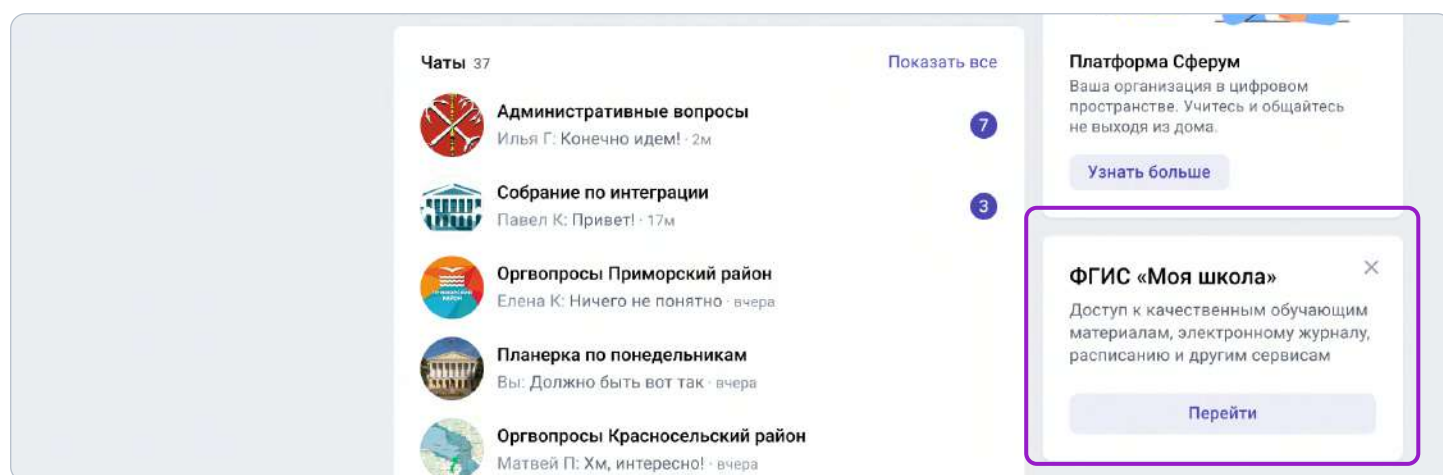 Чаты 37
Показать все
Административные вопросы
Илья Г: Конечно идем! · 2м
7
Собрание по интеграции
Павел К: Привет! · 17м
3
Оргвопросы Приморский район
Елена К: Ничего не понятно · вчера
Планерка по понедельникам
Вы: Должно быть вот так · вчера
Оргвопросы Красносельский район
Матвей П: Хм, интересно! · вчера
Платформа Сферум
Ваша организация в цифровом
пространстве. Учитесь и общайтесь
не выходя из дома.
Узнать больше
ФГИС «Моя школа»
Доступ к качественным обучающим
материалам, электронному журналу,
расписанию и другим сервисам
Перейти